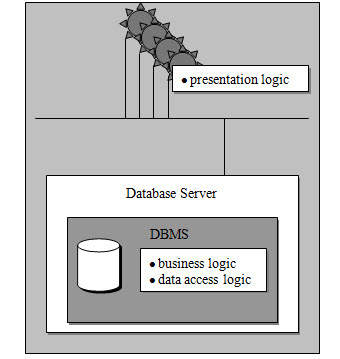 • presentation logic
Database Server
DBMS
• business logic
• data access logic